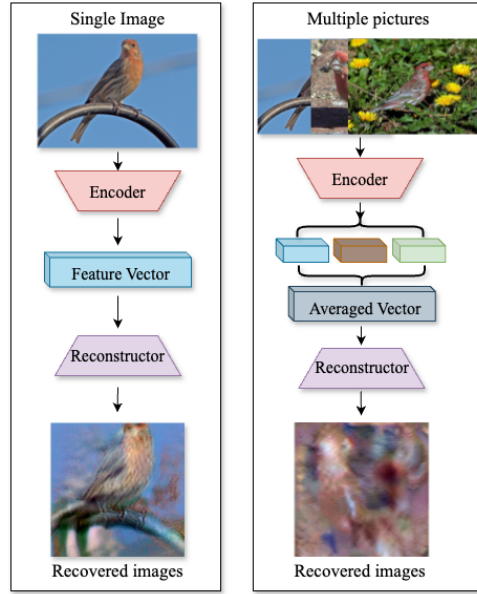 Single Image
Encoder
Feature Vector
Reconstructor
Recovered images
Multiple pictures
Encoder
Averaged Vector
Reconstructor
Recovered images